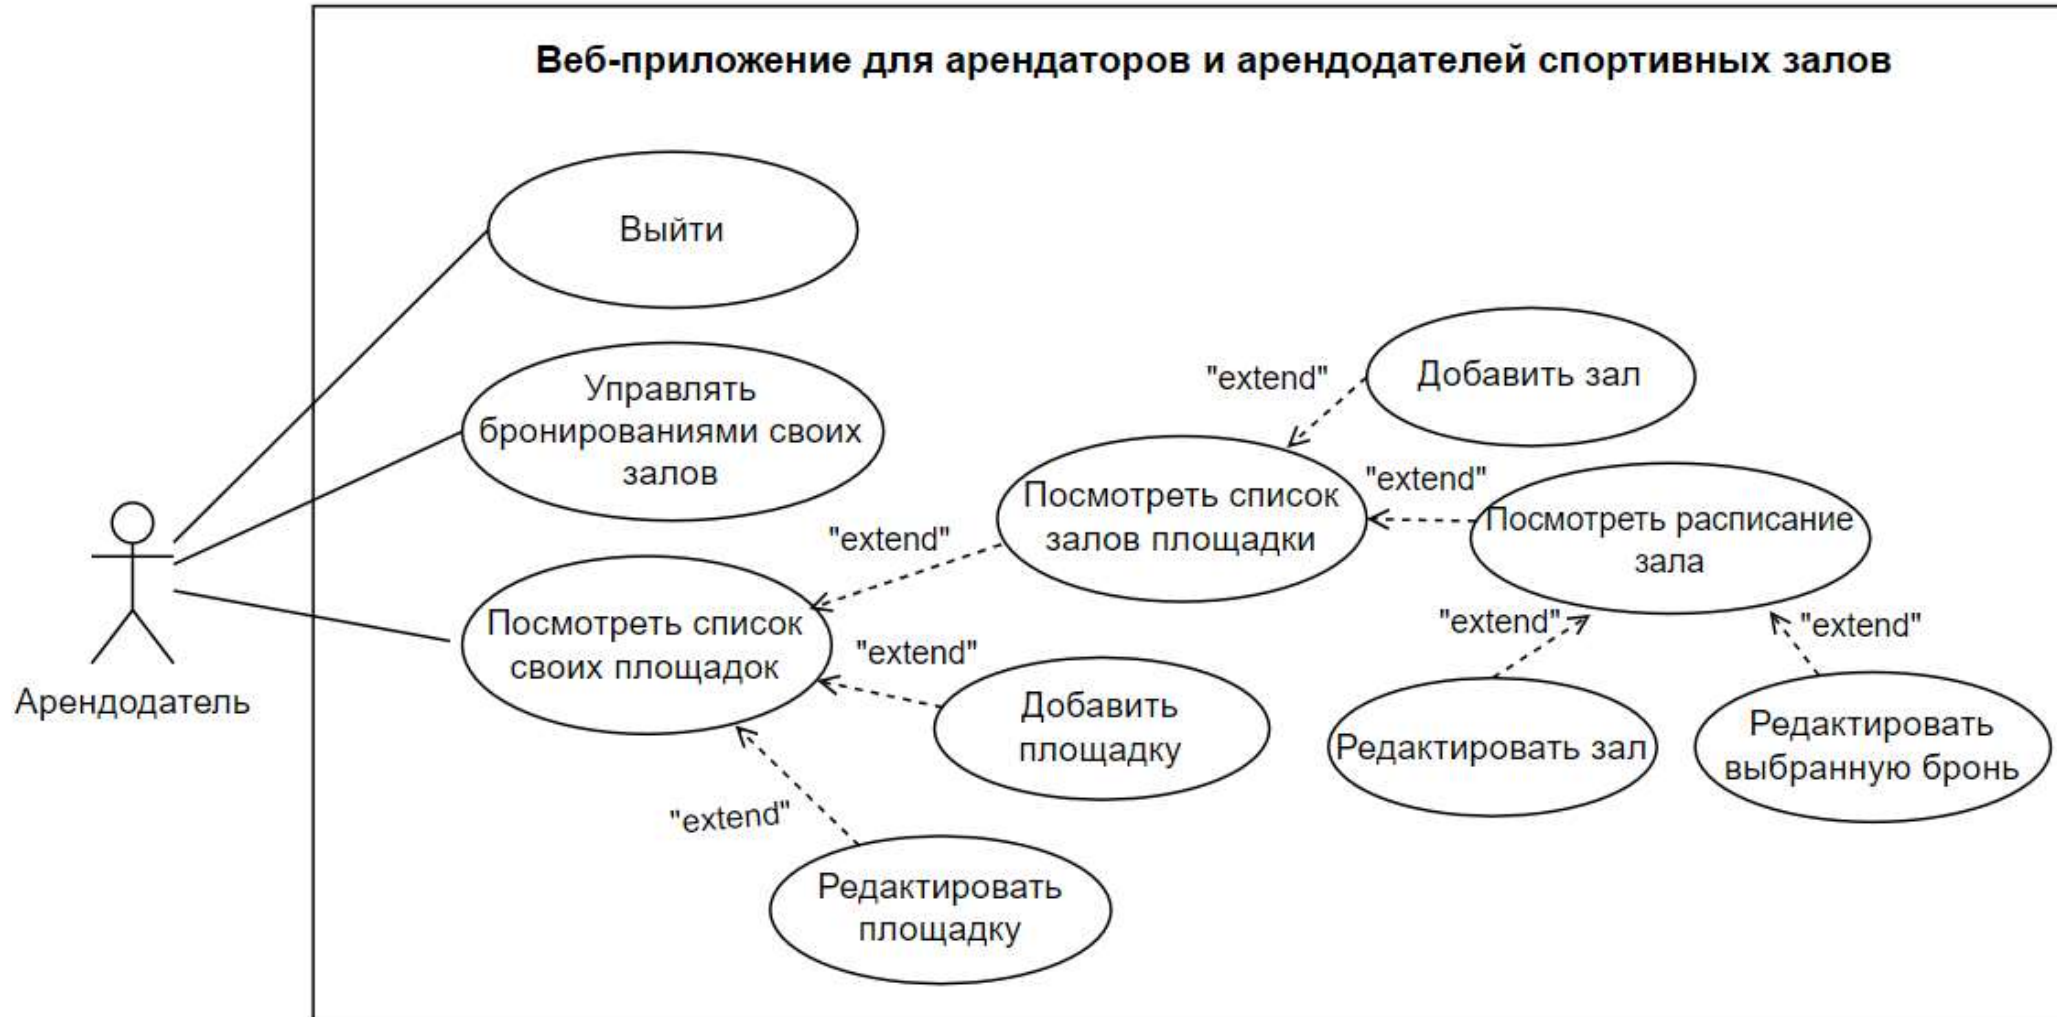 Веб-приложение для арендаторов и арендодателей спортивных залов
Выйти
Управлять
бронированиями своих
залов
"extend"
Добавить зал
"extend"
Посмотреть список
залов площадки
Посмотреть расписание
зала
"extend"
Посмотреть список
своих площадок
"extend"
"extend"
"extend"
Арендодатель
Добавить
площадку
Редактировать зал
Редактировать
выбранную бронь
"extend"
Редактировать
площадку